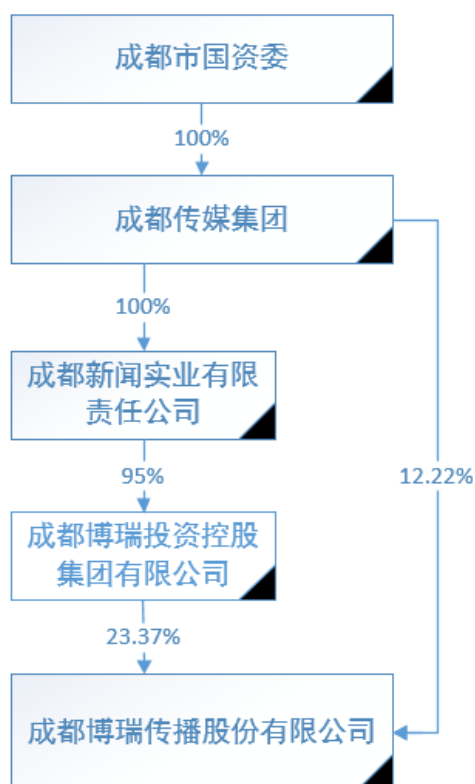 成都市国资委
100%
成都传媒集团
100%
成都新闻实业有限
责任公司
95%
12.22%
成都博瑞投资控股
集团有限公司
23.37%
成都博瑞传播股份有限公司